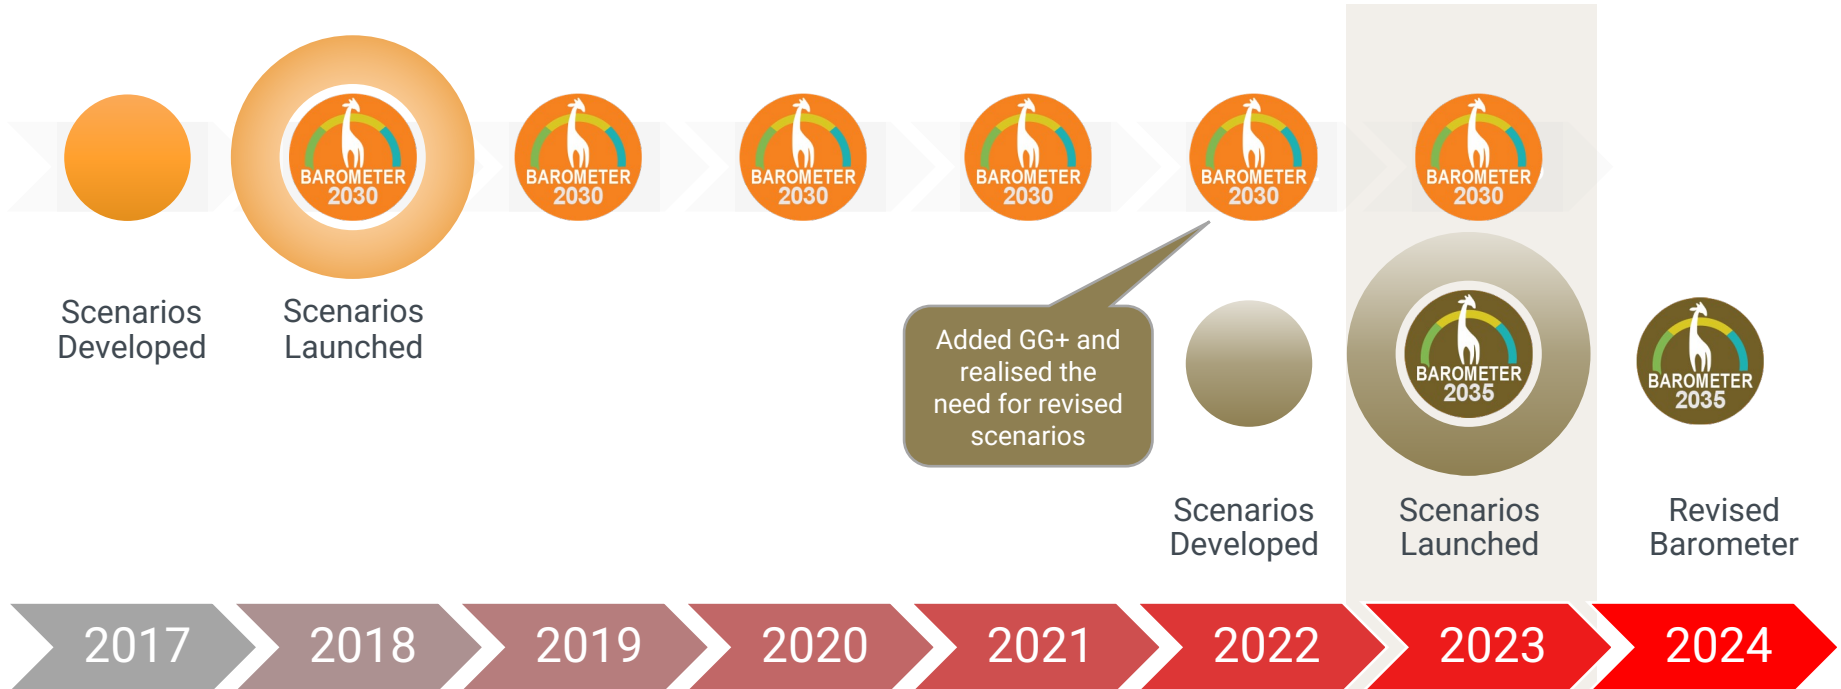 BAROMETER
2030
BAROMETER
2030
BAROMETER
2030
BAROMETER
2030
BAROMETER
2030
BAROMETER
2030
Scenarios
Developed
Scenarios
Launched
Added GG+ and
realised the
need for revised
scenarios
BAROMETER
2035
BAROMETER
2035
Scenarios
Developed
Scenarios
Launched
Revised
Barometer
2017
2018
2019
2020
2021
2022
2023
2024